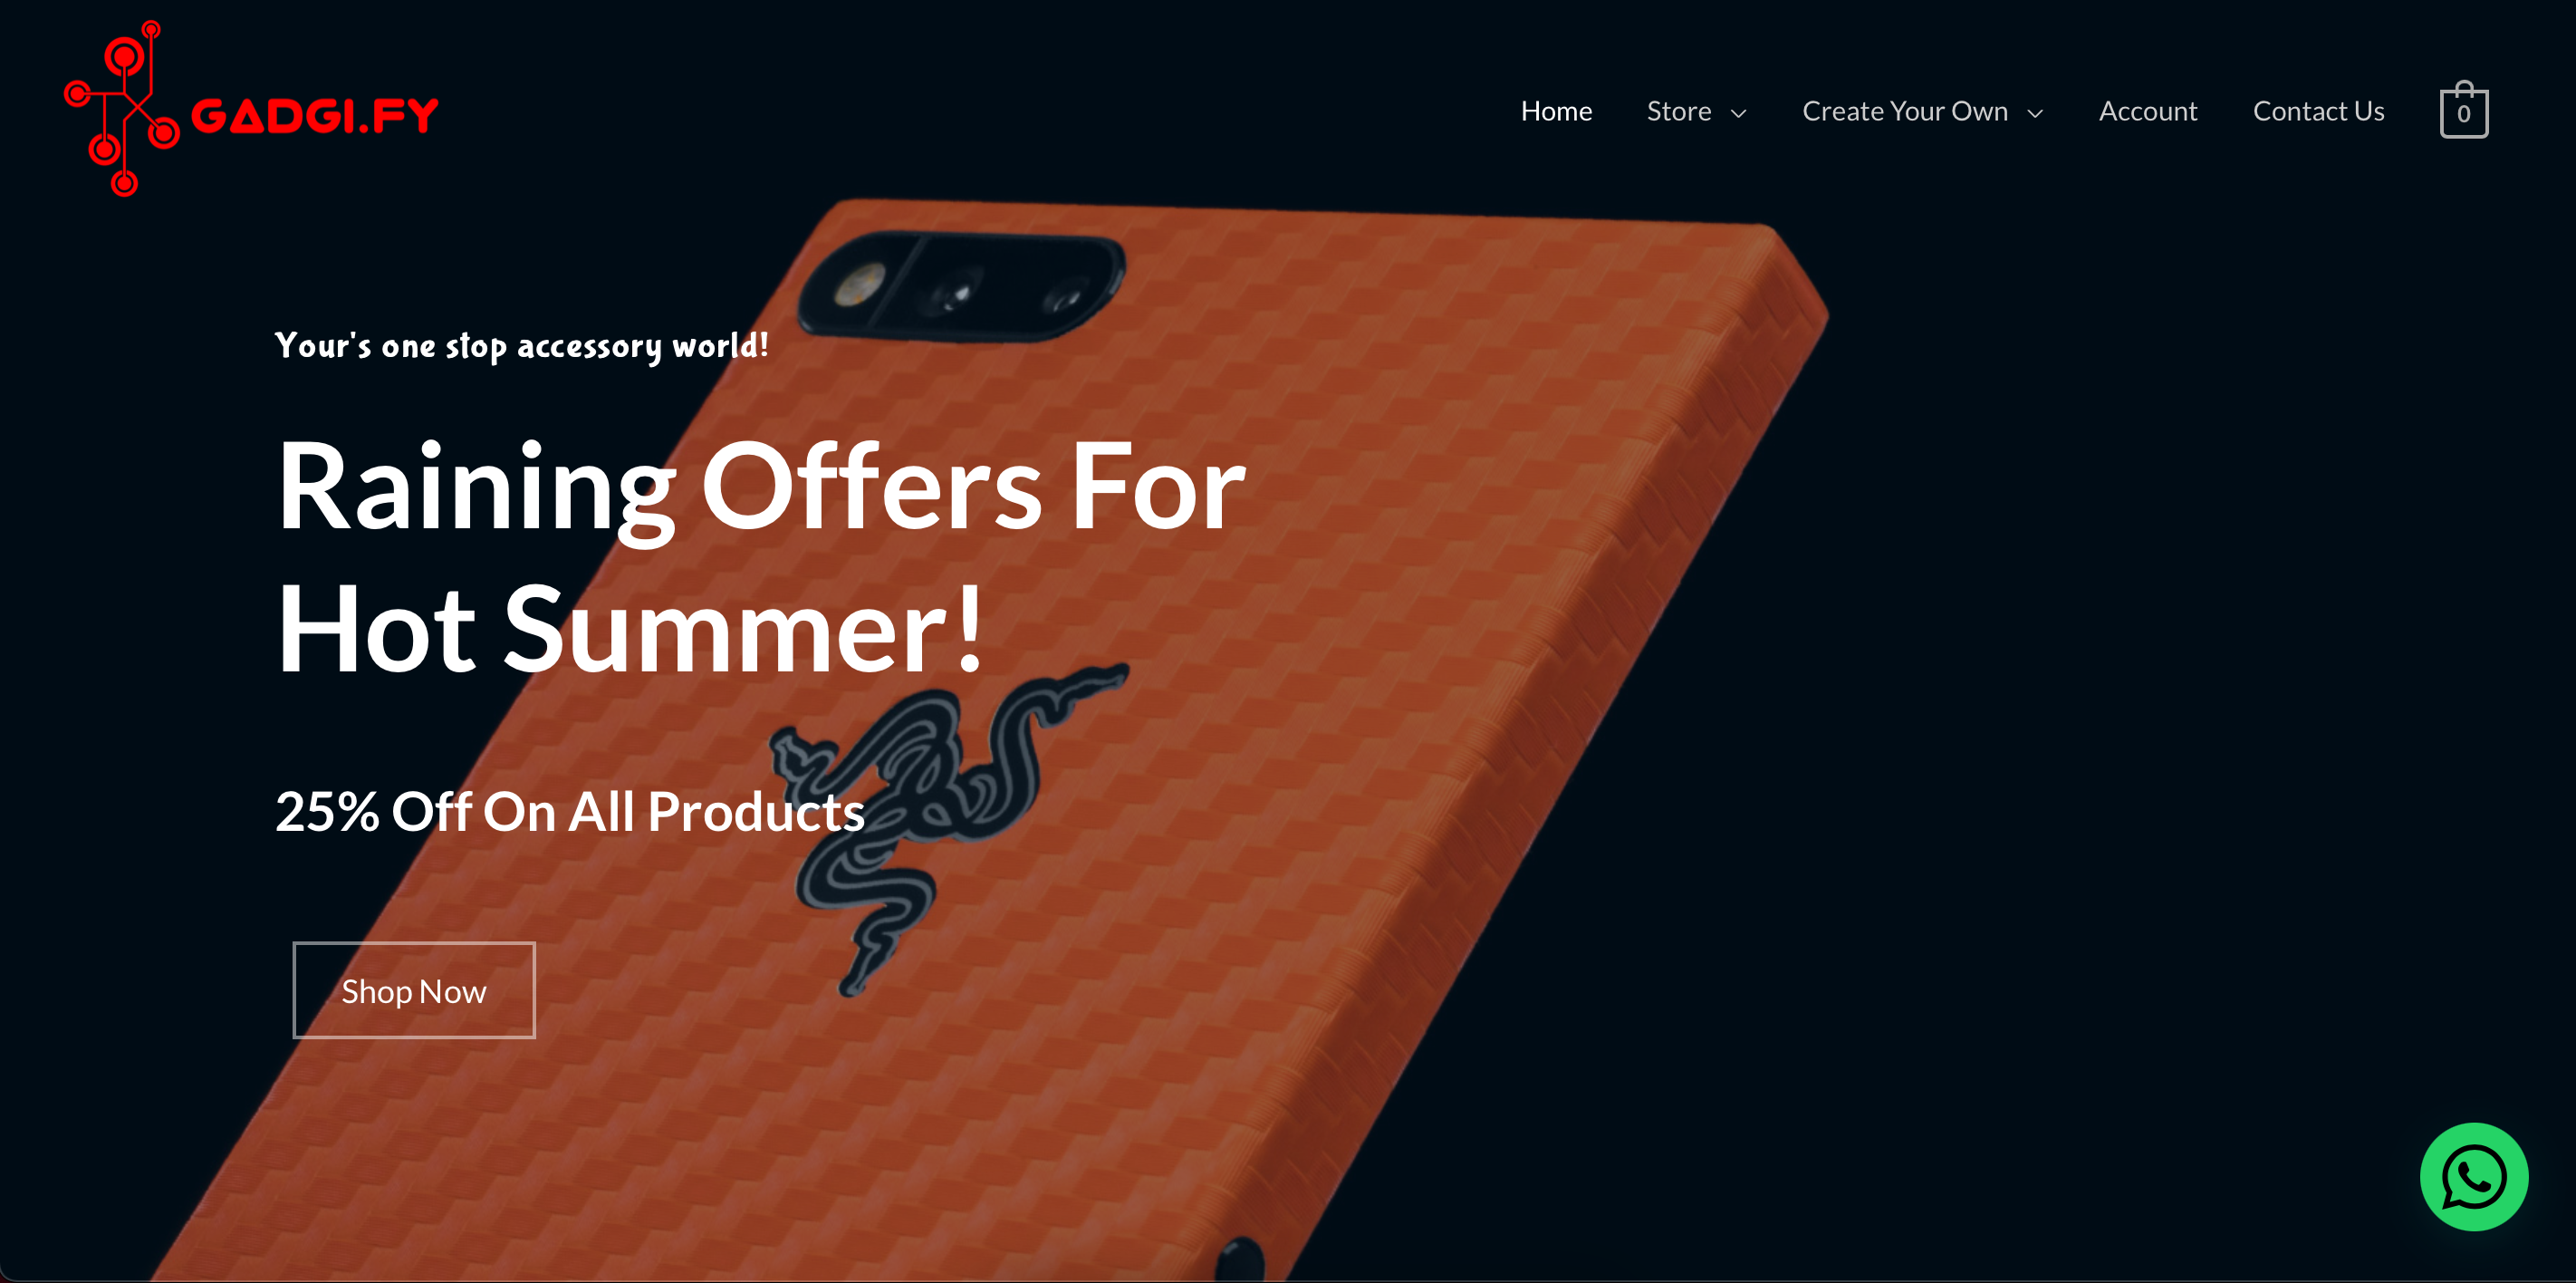 GADGI.FY
Home Store Create Your Own Account Contact Us 0
Your's one stop accessory world!
Raining Offers For
Hot Summer!
25% Off On All Products
Shop Now